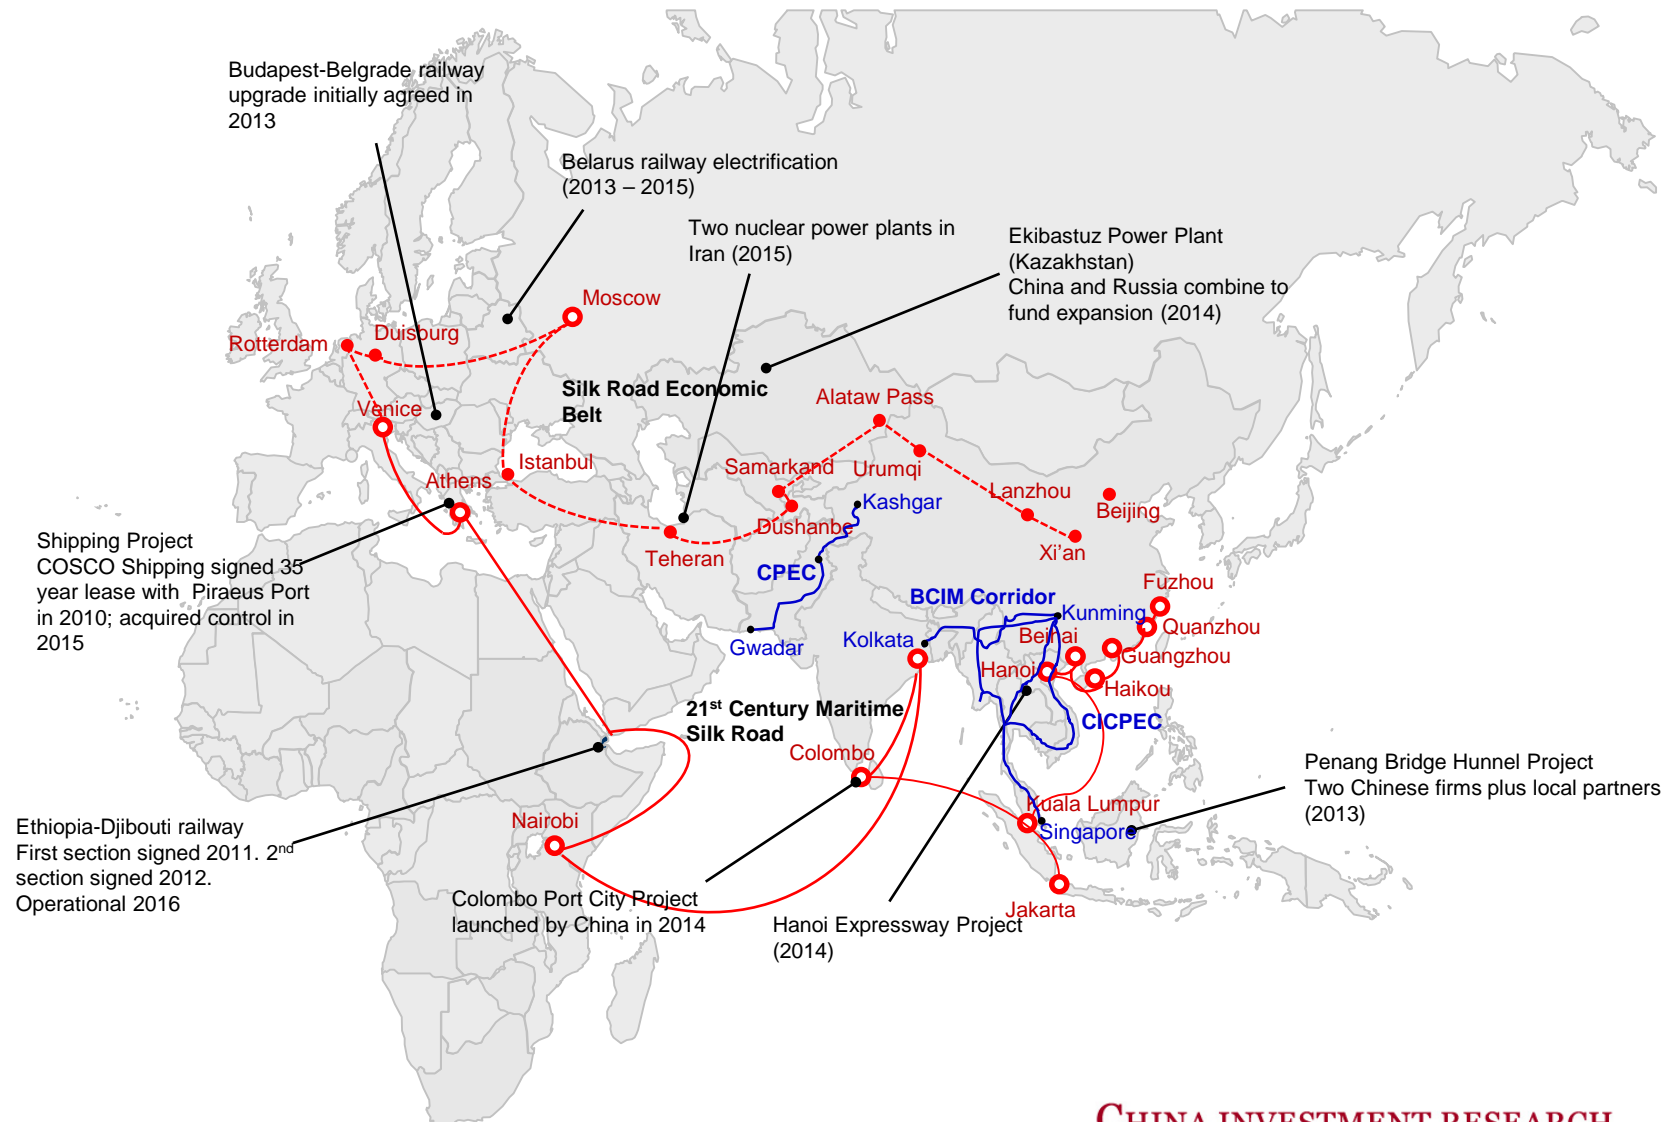 Budapest-Belgrade railway
upgrade initially agreed in
2013
Belarus railway electrification
(2013 – 2015)
Two nuclear power plants in
Iran (2015)
Ekibastuz Power Plant
(Kazakhstan)
China and Russia combine to
fund expansion (2014)
Moscow
Duisburg
Rotterdam
Silk Road Economic
Belt
Alataw Pass
Venice
Istanbul
Samarkand
Urumqi
Athens
Lanzhou
Kashgar
Beijing
Dushanbe
Xi'an
Teheran
Shipping Project
COSCO Shipping signed 35
year lease with Piraeus Port
in 2010; acquired control in
2015
CPEC
Fuzhou
BCIM Corridor
Kunming
Quanzhou
Gwadar
Kolkata
Beihai
Guangzhou
Hanoi
Haikou
21st Century Maritime
Silk Road
CICPEC
Colombo
Penang Bridge Hunnel Project
Two Chinese firms plus local partners
(2013)
Kuala Lumpur
Singapore
Nairobi
Ethiopia-Djibouti railway
First section signed 2011. 2nd
section signed 2012.
Operational 2016
Colombo Port City Project
launched by China in 2014
Jakarta
Hanoi Expressway Project
(2014)
CHINA INVESTMENT RESEARCH